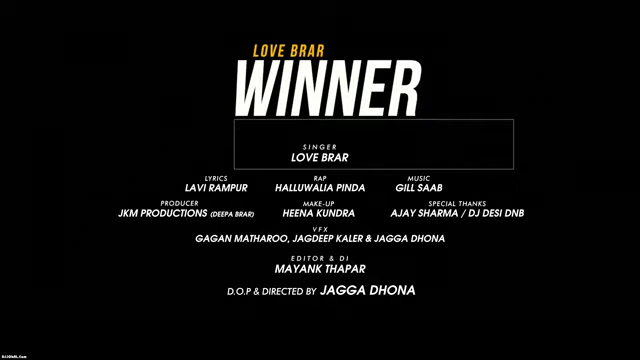 LOVE BRAR
WINNER
SINGER
LOVE BRAR
LYRICS RAP MUSIC
LAVI RAMPUR HALLUWALIA PINDA GILL SAAB
PRODUCER MAKE-UP SPECIAL THANKS
JKM PRODUCTIONS (DEEPA BRAR) HEENA KUNDRA AJAY SHARMA / DJ DESI DNB
VFX
GAGAN MATHAROO, JAGDEEP KALER & JAGGA DHONA
EDITOR & DI
MAYANK THAPAR
D.O.P & DIRECTED BY JAGGA DHONA